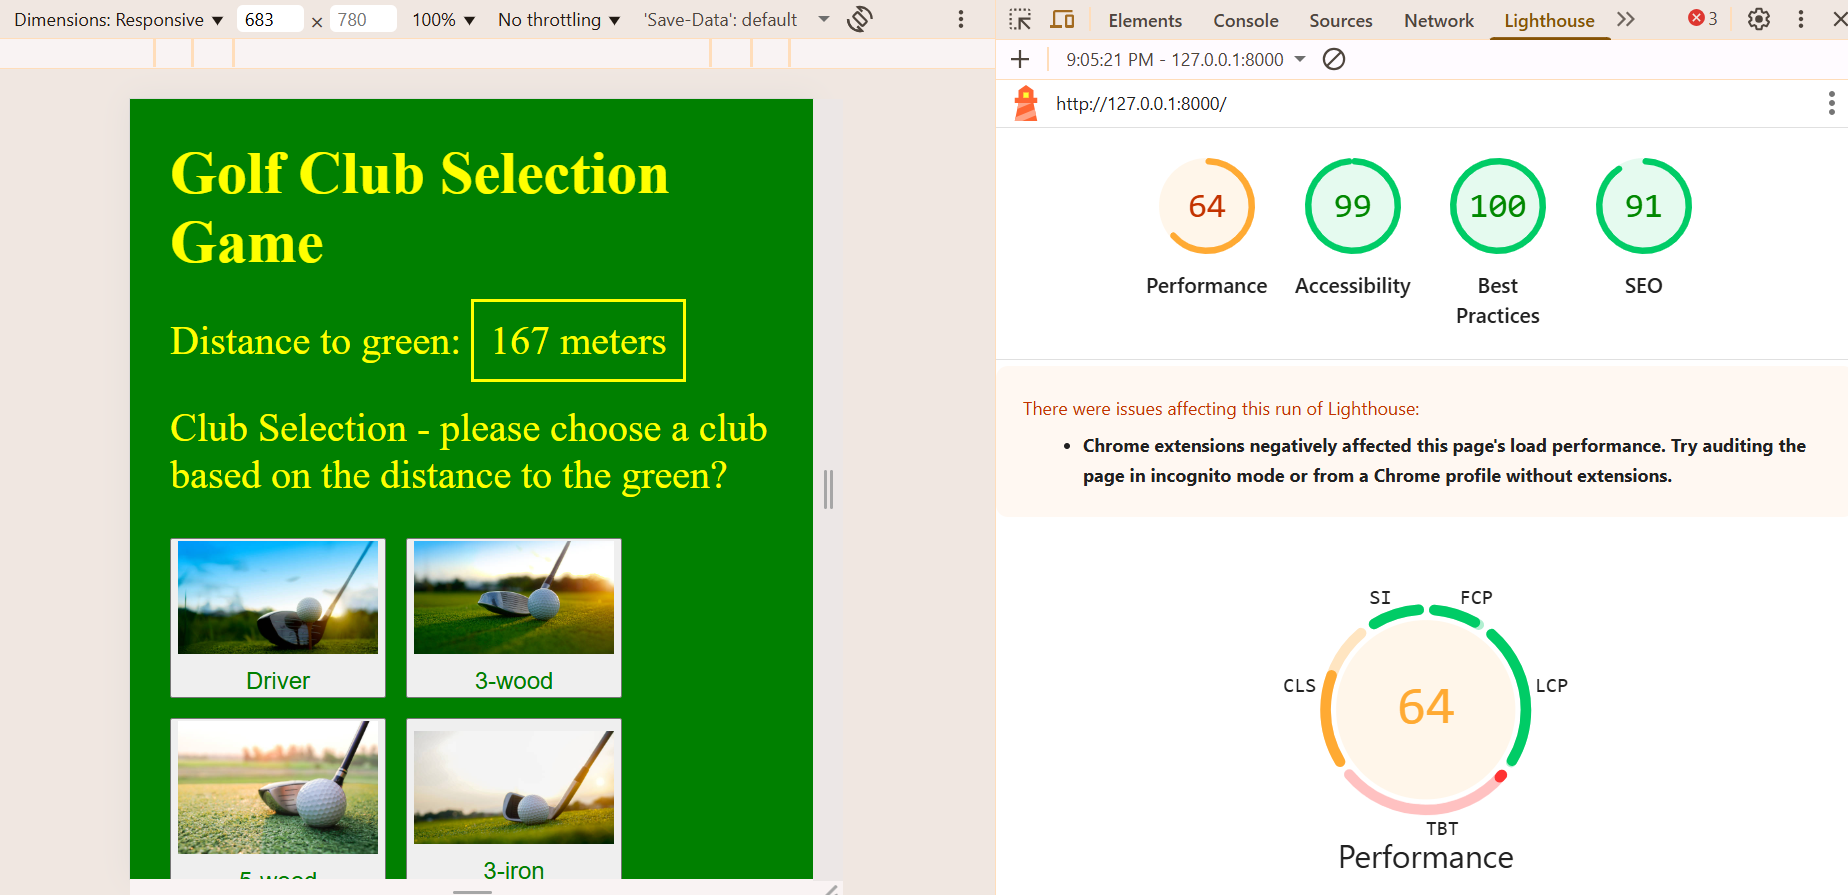 Dimensions: Responsive 683 × 780 100% No throttling 'Save-Data': default
Elements Console Sources Network Lighthouse 3
9:05:21 PM - 127.0.0.1:8000
http://127.0.0.1:8000/
Golf Club Selection
Game
Distance to green: 167 meters
Club Selection - please choose a club
based on the distance to the green?
Driver
3-wood
5-wood
3-iron
64
99
100
91
Performance
Accessibility
Best
Practices
SEO
There were issues affecting this run of Lighthouse:
• Chrome extensions negatively affected this page's load performance. Try auditing the
page in incognito mode or from a Chrome profile without extensions.
SI
FCP
CLS
LCP
64
TBT
Performance